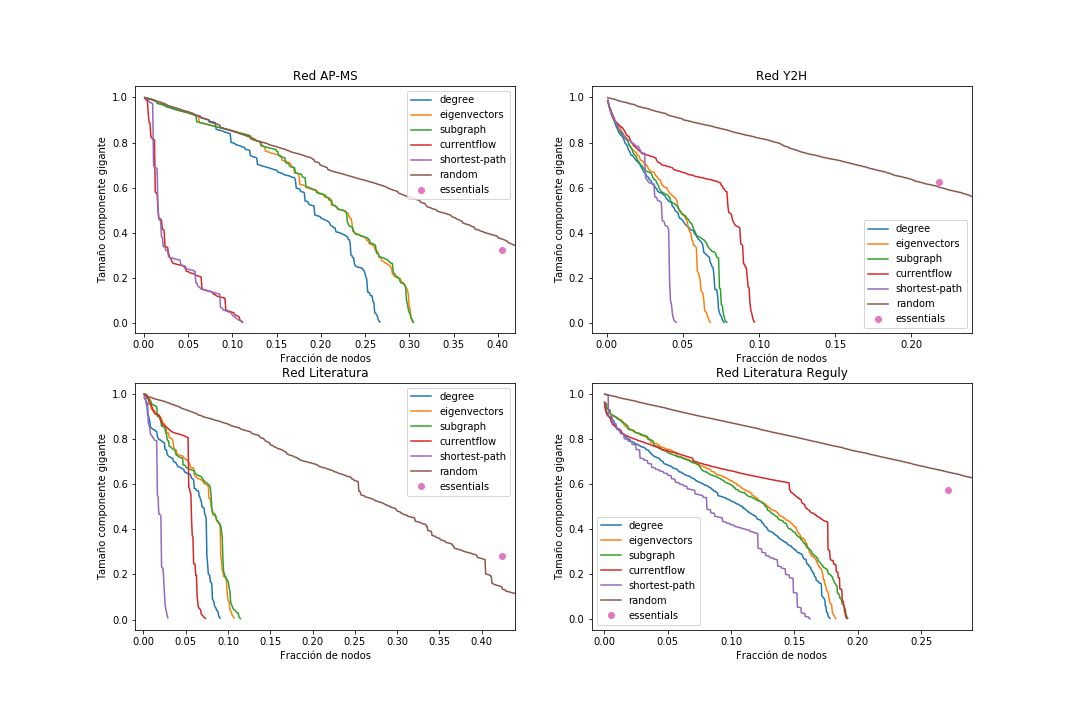 Red AP-MS
1.0
0.8
0.6
0.4
0.2
0.0
Tamaño componente gigante
degree
eigenvectors
subgraph
currentflow
shortest-path
random
essentials
0.00 0.05 0.10 0.15 0.20 0.25 0.30 0.35 0.40
Fracción de nodos
Red Y2H
1.0
0.8
0.6
0.4
0.2
0.0
Tamaño componente gigante
degree
eigenvectors
subgraph
currentflow
shortest-path
random
essentials
0.00 0.05 0.10 0.15 0.20
Fracción de nodos
Red Literatura
1.0
0.8
0.6
0.4
0.2
0.0
Tamaño componente gigante
degree
eigenvectors
subgraph
currentflow
shortest-path
random
essentials
0.00 0.05 0.10 0.15 0.20 0.25 0.30 0.35 0.40
Fracción de nodos
Red Literatura Reguly
1.0
0.8
0.6
0.4
0.2
0.0
Tamaño componente gigante
degree
eigenvectors
subgraph
currentflow
shortest-path
random
essentials
0.00 0.05 0.10 0.15 0.20 0.25
Fracción de nodos